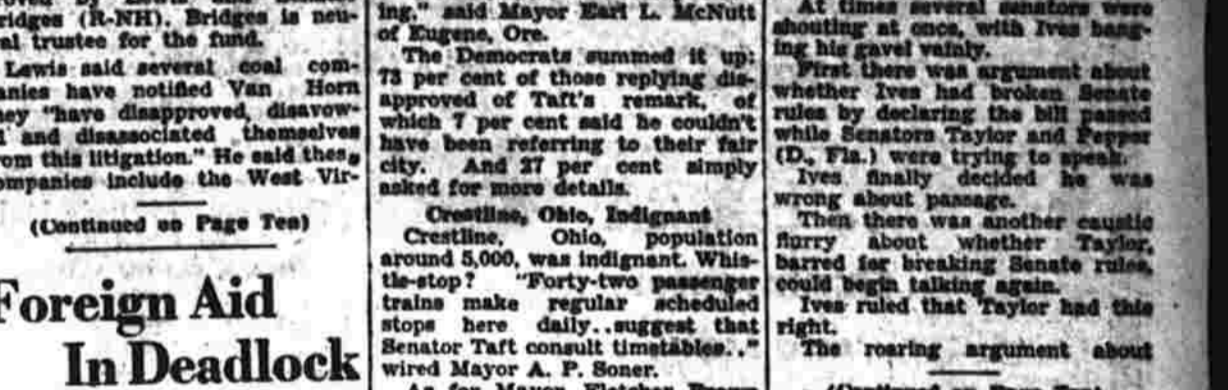 ridges (R-NH). Bridges is neu-
al trustee for the fund.
Lewis said several coal com-
anies have notified Van Horn
ey "have disapproved, disavow-
and disassociated themselves
om this litigation." He said these
ompanies include the West Vir-
(Continued on Page Ten)
Foreign Aid
In Deadlock
ing," said Mayor Earl L. McNutt
of Eugene, Ore.
The Democrats summed it up:
73 per cent of those replying dis-
approved of Taft's remark, of
which 7 per cent said he couldn't
have been referring to their fair
city. And 27 per cent simply
asked for more details.
Crestline, Ohio, Indignant
Crestline, Ohio, population
around 5,000, was indignant. Whis-
tle-stop? "Forty-two passenger
trains make regular scheduled
stops here daily..suggest that
Senator Taft consult timetables.."
wired Mayor A. P. Soner.
As for Mayor Fletcher
At times several senators were
shouting at once, with Ives bang-
ing his gavel vainly.
First there was argument about
whether Ives had broken Senate
rules by declaring the bill passed
while Senators Taylor and Pepper
(D., Fla.) were trying to speak.
Ives finally decided he was
wrong about passage.
Then there was another caustic
flurry about whether Taylor,
barred for breaking Senate rules,
could begin talking again.
Ives ruled that Taylor had this
right.
The roaring argument about